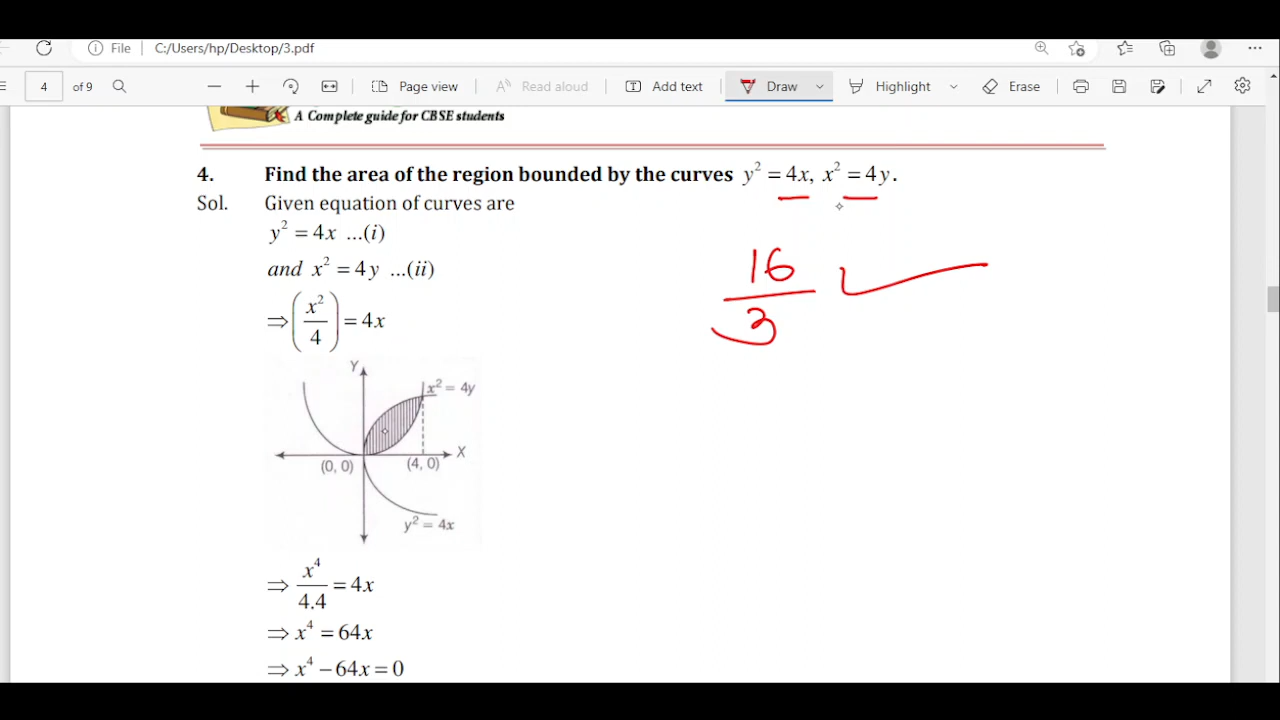 File C:/Users/hp/Desktop/3.pdf
4 of 9 Page view Read aloud Add text Draw Highlight Erase
A Complete guide for CBSE students
4. Find the area of the region bounded by the curves y² = 4x, x² = 4y.
Sol. Given equation of curves are
y² = 4x ...(i)
16
and x² = 4y ...(ii)
3
⇒ (x²/4) = 4x
Y
x² = 4y
X
(0, 0) (4, 0)
y² = 4x
⇒ x⁴/4.4 = 4x
⇒ x⁴ = 64x
⇒ x⁴ − 64x = 0